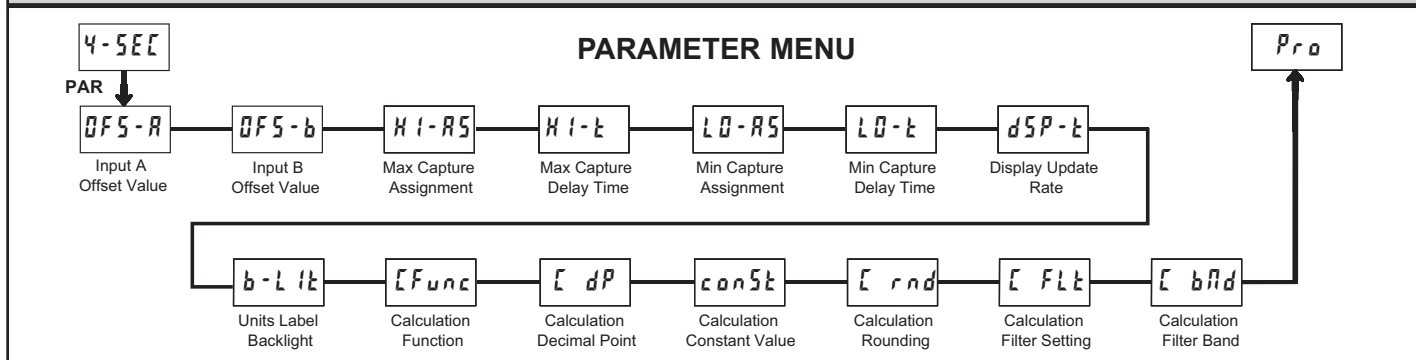 4-SEC
PARAMETER MENU
Pro
PAR
OFS-A
OFS-b
HI-AS
HI-t
LO-AS
LO-t
dSP-t
Input A
Offset Value
Input B
Offset Value
Max Capture
Assignment
Max Capture
Delay Time
Min Capture
Assignment
Min Capture
Delay Time
Display Update
Rate
b-LIt
CFunc
C dP
conSt
C rnd
C FLt
C bNd
Units Label
Backlight
Calculation
Function
Calculation
Decimal Point
Calculation
Constant Value
Calculation
Rounding
Calculation
Filter Setting
Calculation
Filter Band